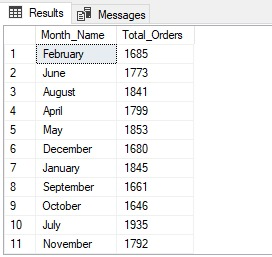 Results Messages
Month_Name Total_Orders
1 February 1685
2 June 1773
3 August 1841
4 April 1799
5 May 1853
6 December 1680
7 January 1845
8 September 1661
9 October 1646
10 July 1935
11 November 1792